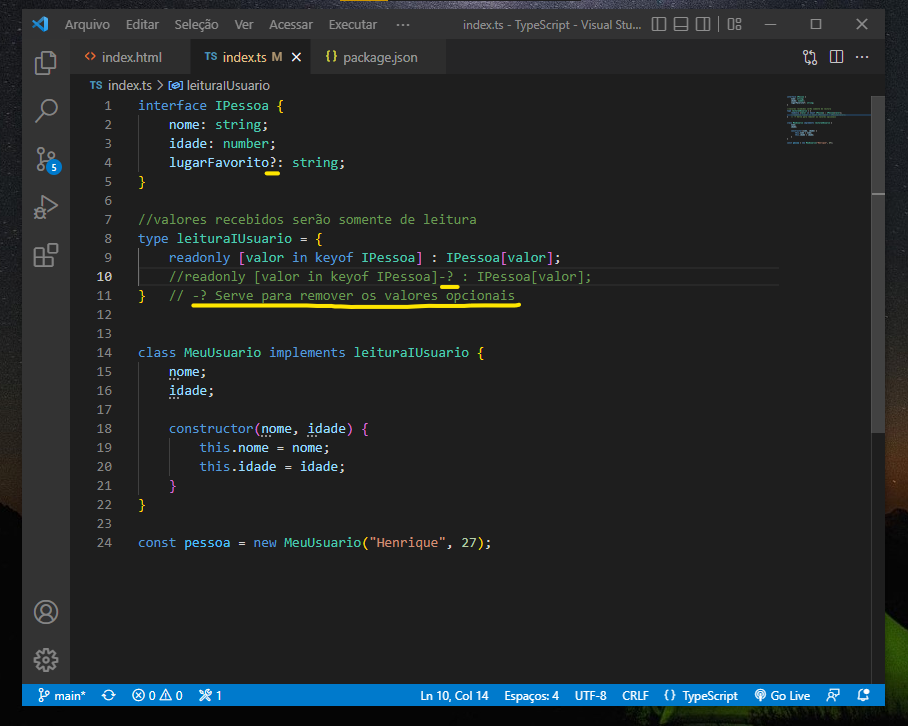 Arquivo Editar Seleção Ver Acessar Executar ··· index.ts - TypeScript - Visual Stu...
index.html TS index.ts M {} package.json ···
TS index.ts > leituraIUsuario
1 interface IPessoa {
2 nome: string;
3 idade: number;
4 lugarFavorito?: string;
5 }
6
7 //valores recebidos serão somente de leitura
8 type leituraIUsuario = {
9 readonly [valor in keyof IPessoa] : IPessoa[valor];
10 //readonly [valor in keyof IPessoa]-? : IPessoa[valor];
11 } // -? Serve para remover os valores opcionais
12
13
14 class MeuUsuario implements leituraIUsuario {
15 nome;
16 idade;
17
18 constructor(nome, idade) {
19 this.nome = nome;
20 this.idade = idade;
21 }
22 }
23
24 const pessoa = new MeuUsuario("Henrique", 27);
5
main* 0 0 1 Ln 10, Col 14 Espaços: 4 UTF-8 CRLF {} TypeScript Go Live